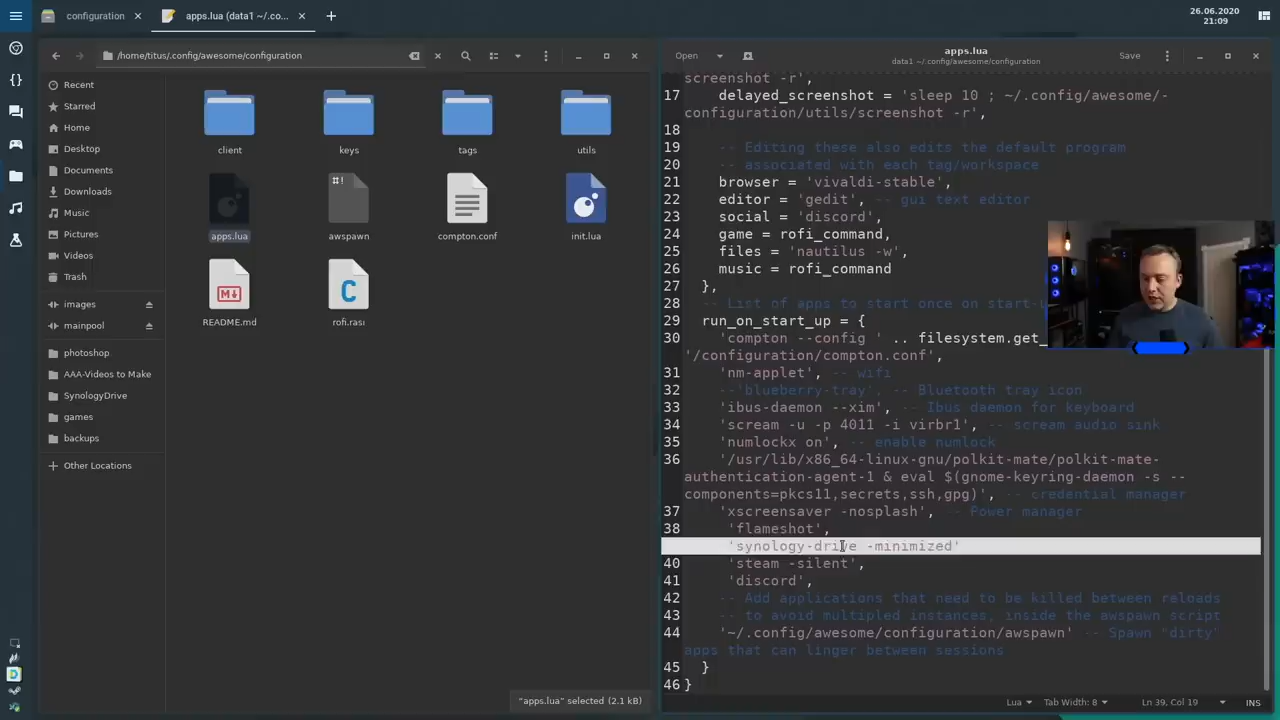 configuration
apps.lua (data1 ~/.co...
26.06.2020
21:09
/home/titus/.config/awesome/configuration
Recent
Starred
Home
Desktop
Documents
Downloads
Music
Pictures
Videos
Trash
images
mainpool
photoshop
AAA-Videos to Make
SynologyDrive
games
backups
Other Locations
client
keys
tags
utils
apps.lua
awspawn
compton.conf
init.lua
README.md
rofi.rasi
"apps.lua" selected (2.1 kB)
Open
apps.lua
data1 ~/.config/awesome/configuration
Save
screenshot -r',
17 delayed_screenshot = 'sleep 10 ; ~/.config/awesome/-
configuration/utils/screenshot -r',
18
19 -- Editing these also edits the default program
20 -- associated with each tag/workspace
21 browser = 'vivaldi-stable',
22 editor = 'gedit', -- gui text editor
23 social = 'discord',
24 game = rofi_command,
25 files = 'nautilus -w',
26 music = rofi_command
27 },
28 -- List of apps to start once on start-u
29 run_on_start_up = {
30 'compton --config ' .. filesystem.get_
'/configuration/compton.conf',
31 'nm-applet', -- wifi
32 --'blueberry-tray', -- Bluetooth tray icon
33 'ibus-daemon --xim', -- Ibus daemon for keyboard
34 'scream -u -p 4011 -i virbr1', -- scream audio sink
35 'numlockx on', -- enable numlock
36 '/usr/lib/x86_64-linux-gnu/polkit-mate/polkit-mate-
authentication-agent-1 & eval $(gnome-keyring-daemon -s --
components=pkcs11,secrets,ssh,gpg)', -- credential manager
37 'xscreensaver -nosplash', -- Power manager
38 'flameshot',
'synology-drive -minimized'
40 'steam -silent',
41 'discord',
42 -- Add applications that need to be killed between reloads
43 -- to avoid multipled instances, inside the awspawn script
44 '~/.config/awesome/configuration/awspawn' -- Spawn "dirty"
apps that can linger between sessions
45 }
46 }
Lua
Tab Width: 8
Ln 39, Col 19
INS